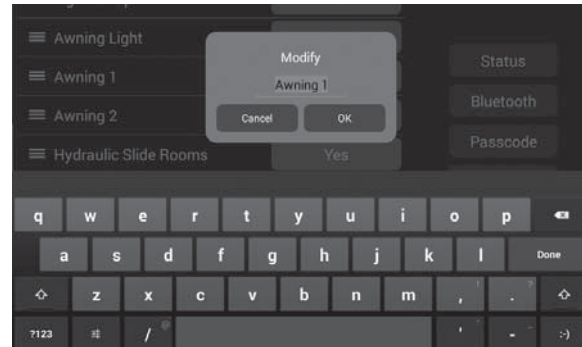 Awning Light
Modify
Status
Awning 1
Awning 1
Bluetooth
Awning 2
Cancel
OK
Passcode
Hydraulic Slide Rooms
Yes
q w e r t y u i o p
a s d f g h j k l Done
z x c v b n m , ! . ?
?123 / @ ' " - _ :-)